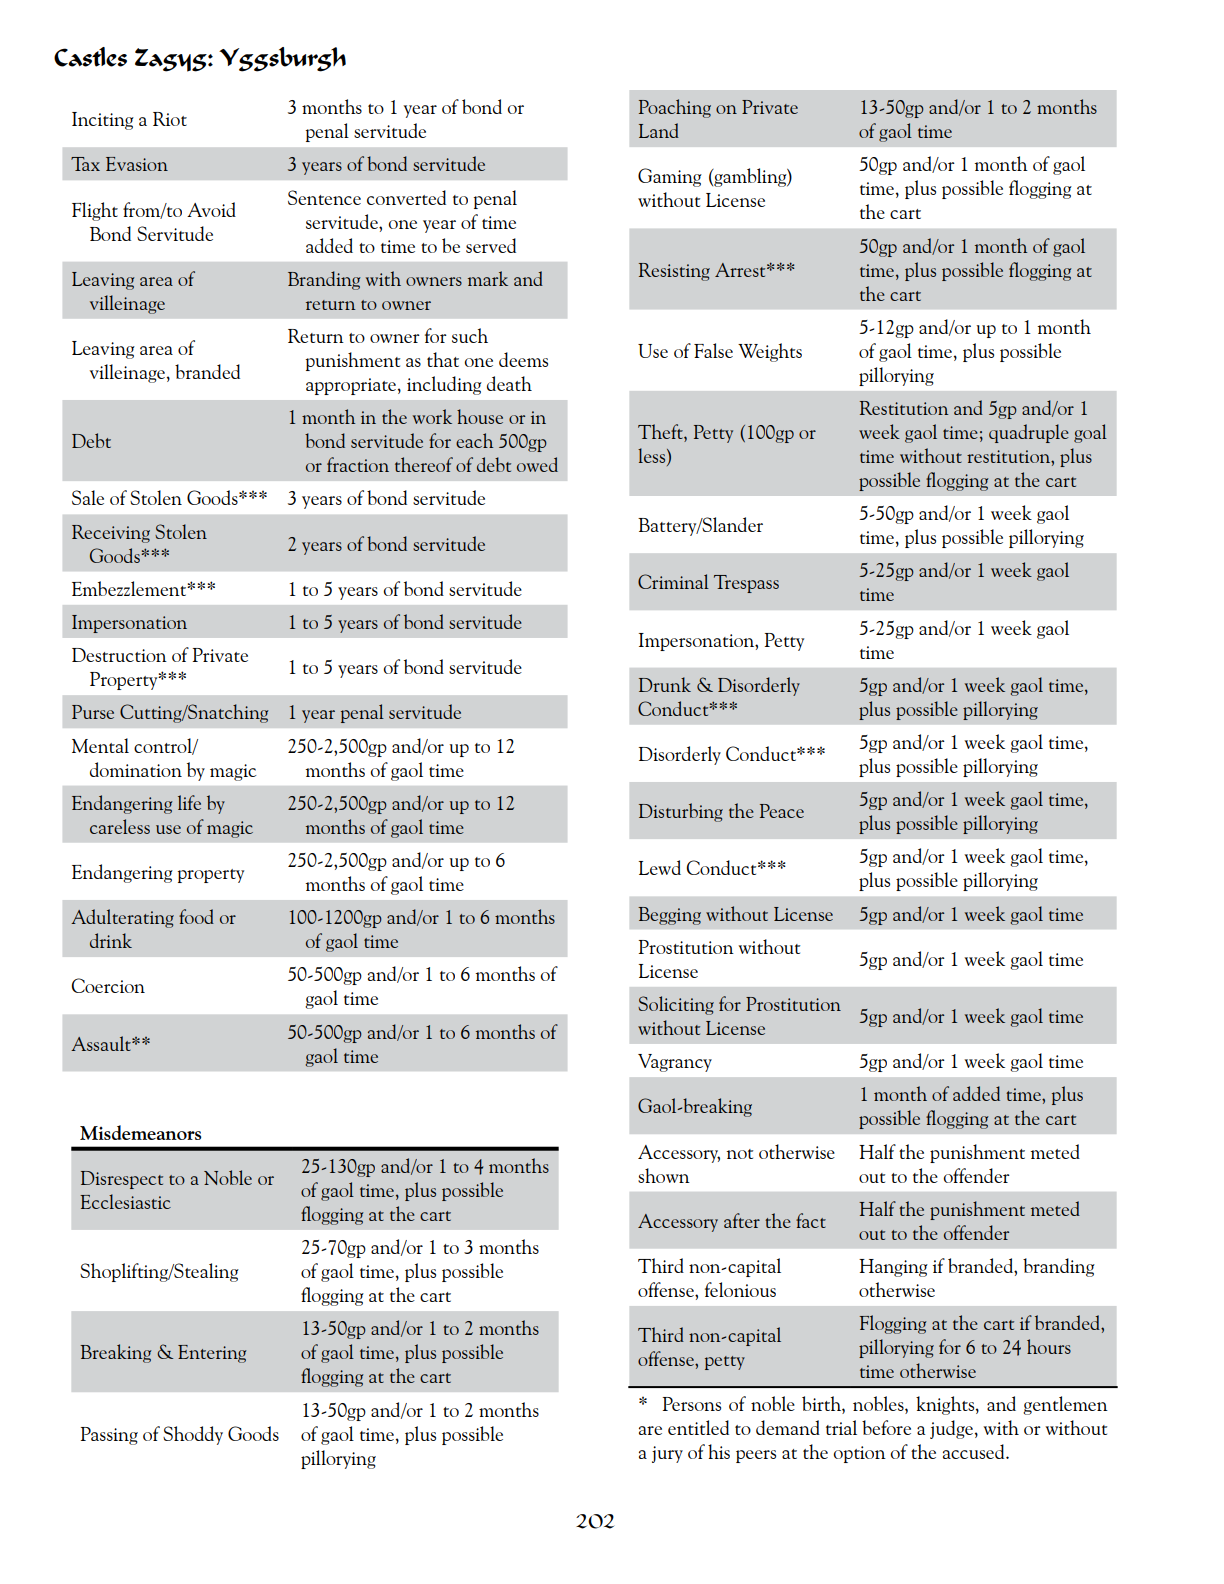 Castles Zagyg: Yggsburgh
Inciting a Riot
3 months to 1 year of bond or
penal servitude
Tax Evasion
3 years of bond servitude
Flight from/to Avoid
Bond Servitude
Sentence converted to penal
servitude, one year of time
added to time to be served
Leaving area of
villeinage
Branding with owners mark and
return to owner
Leaving area of
villeinage, branded
Return to owner for such
punishment as that one deems
appropriate, including death
Debt
1 month in the work house or in
bond servitude for each 500gp
or fraction thereof of debt owed
Sale of Stolen Goods***
3 years of bond servitude
Receiving Stolen
Goods***
2 years of bond servitude
Embezzlement***
1 to 5 years of bond servitude
Impersonation
1 to 5 years of bond servitude
Destruction of Private
Property***
1 to 5 years of bond servitude
Purse Cutting/Snatching
1 year penal servitude
Mental control/
domination by magic
250-2,500gp and/or up to 12
months of gaol time
Endangering life by
careless use of magic
250-2,500gp and/or up to 12
months of gaol time
Endangering property
250-2,500gp and/or up to 6
months of gaol time
Adulterating food or
drink
100-1200gp and/or 1 to 6 months
of gaol time
Coercion
50-500gp and/or 1 to 6 months of
gaol time
Assault**
50-500gp and/or 1 to 6 months of
gaol time
Misdemeanors
Disrespect to a Noble or
Ecclesiastic
25-130gp and/or 1 to 4 months
of gaol time, plus possible
flogging at the cart
Shoplifting/Stealing
25-70gp and/or 1 to 3 months
of gaol time, plus possible
flogging at the cart
Breaking & Entering
13-50gp and/or 1 to 2 months
of gaol time, plus possible
flogging at the cart
Passing of Shoddy Goods
13-50gp and/or 1 to 2 months
of gaol time, plus possible
pillorying
Poaching on Private
Land
13-50gp and/or 1 to 2 months
of gaol time
Gaming (gambling)
without License
50gp and/or 1 month of gaol
time, plus possible flogging at
the cart
Resisting Arrest***
50gp and/or 1 month of gaol
time, plus possible flogging at
the cart
Use of False Weights
5-12gp and/or up to 1 month
of gaol time, plus possible
pillorying
Theft, Petty (100gp or
less)
Restitution and 5gp and/or 1
week gaol time; quadruple goal
time without restitution, plus
possible flogging at the cart
Battery/Slander
5-50gp and/or 1 week gaol
time, plus possible pillorying
Criminal Trespass
5-25gp and/or 1 week gaol
time
Impersonation, Petty
5-25gp and/or 1 week gaol
time
Drunk & Disorderly
Conduct***
5gp and/or 1 week gaol time,
plus possible pillorying
Disorderly Conduct***
5gp and/or 1 week gaol time,
plus possible pillorying
Disturbing the Peace
5gp and/or 1 week gaol time,
plus possible pillorying
Lewd Conduct***
5gp and/or 1 week gaol time,
plus possible pillorying
Begging without License
5gp and/or 1 week gaol time
Prostitution without
License
5gp and/or 1 week gaol time
Soliciting for Prostitution
without License
5gp and/or 1 week gaol time
Vagrancy
5gp and/or 1 week gaol time
Gaol-breaking
1 month of added time, plus
possible flogging at the cart
Accessory, not otherwise
shown
Half the punishment meted
out to the offender
Accessory after the fact
Half the punishment meted
out to the offender
Third non-capital
offense, felonious
Hanging if branded, branding
otherwise
Third non-capital
offense, petty
Flogging at the cart if branded,
pillorying for 6 to 24 hours
time otherwise
* Persons of noble birth, nobles, knights, and gentlemen
are entitled to demand trial before a judge, with or without
a jury of his peers at the option of the accused.
202